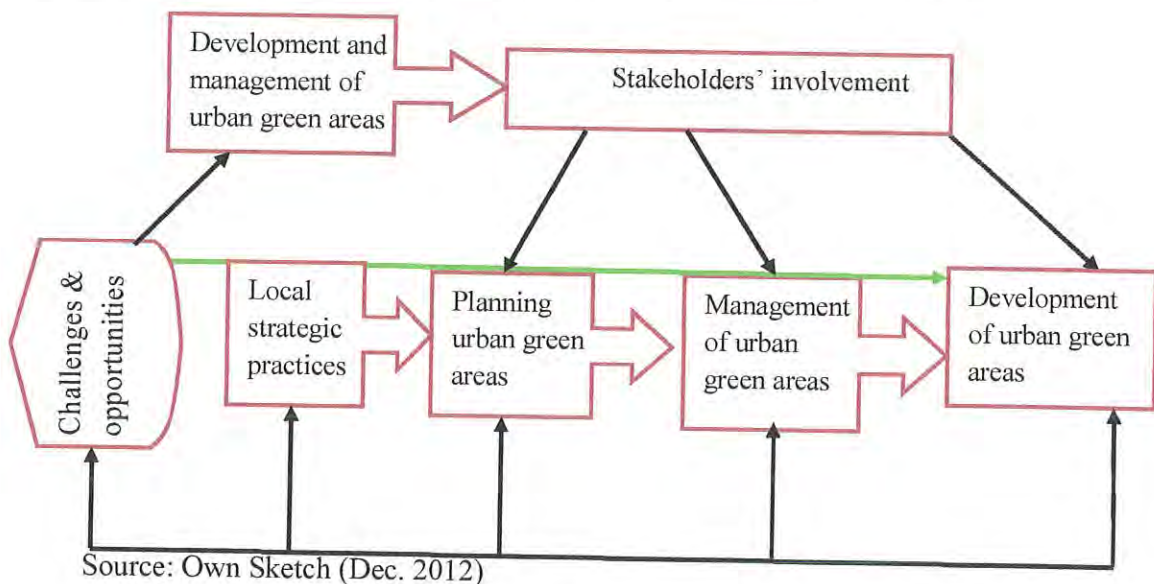 Development and
management of
urban green areas
Stakeholders' involvement
Challenges &
opportunities
Local
strategic
practices
Planning
urban green
areas
Management
of urban
green areas
Development
of urban green
areas
Source: Own Sketch (Dec. 2012)